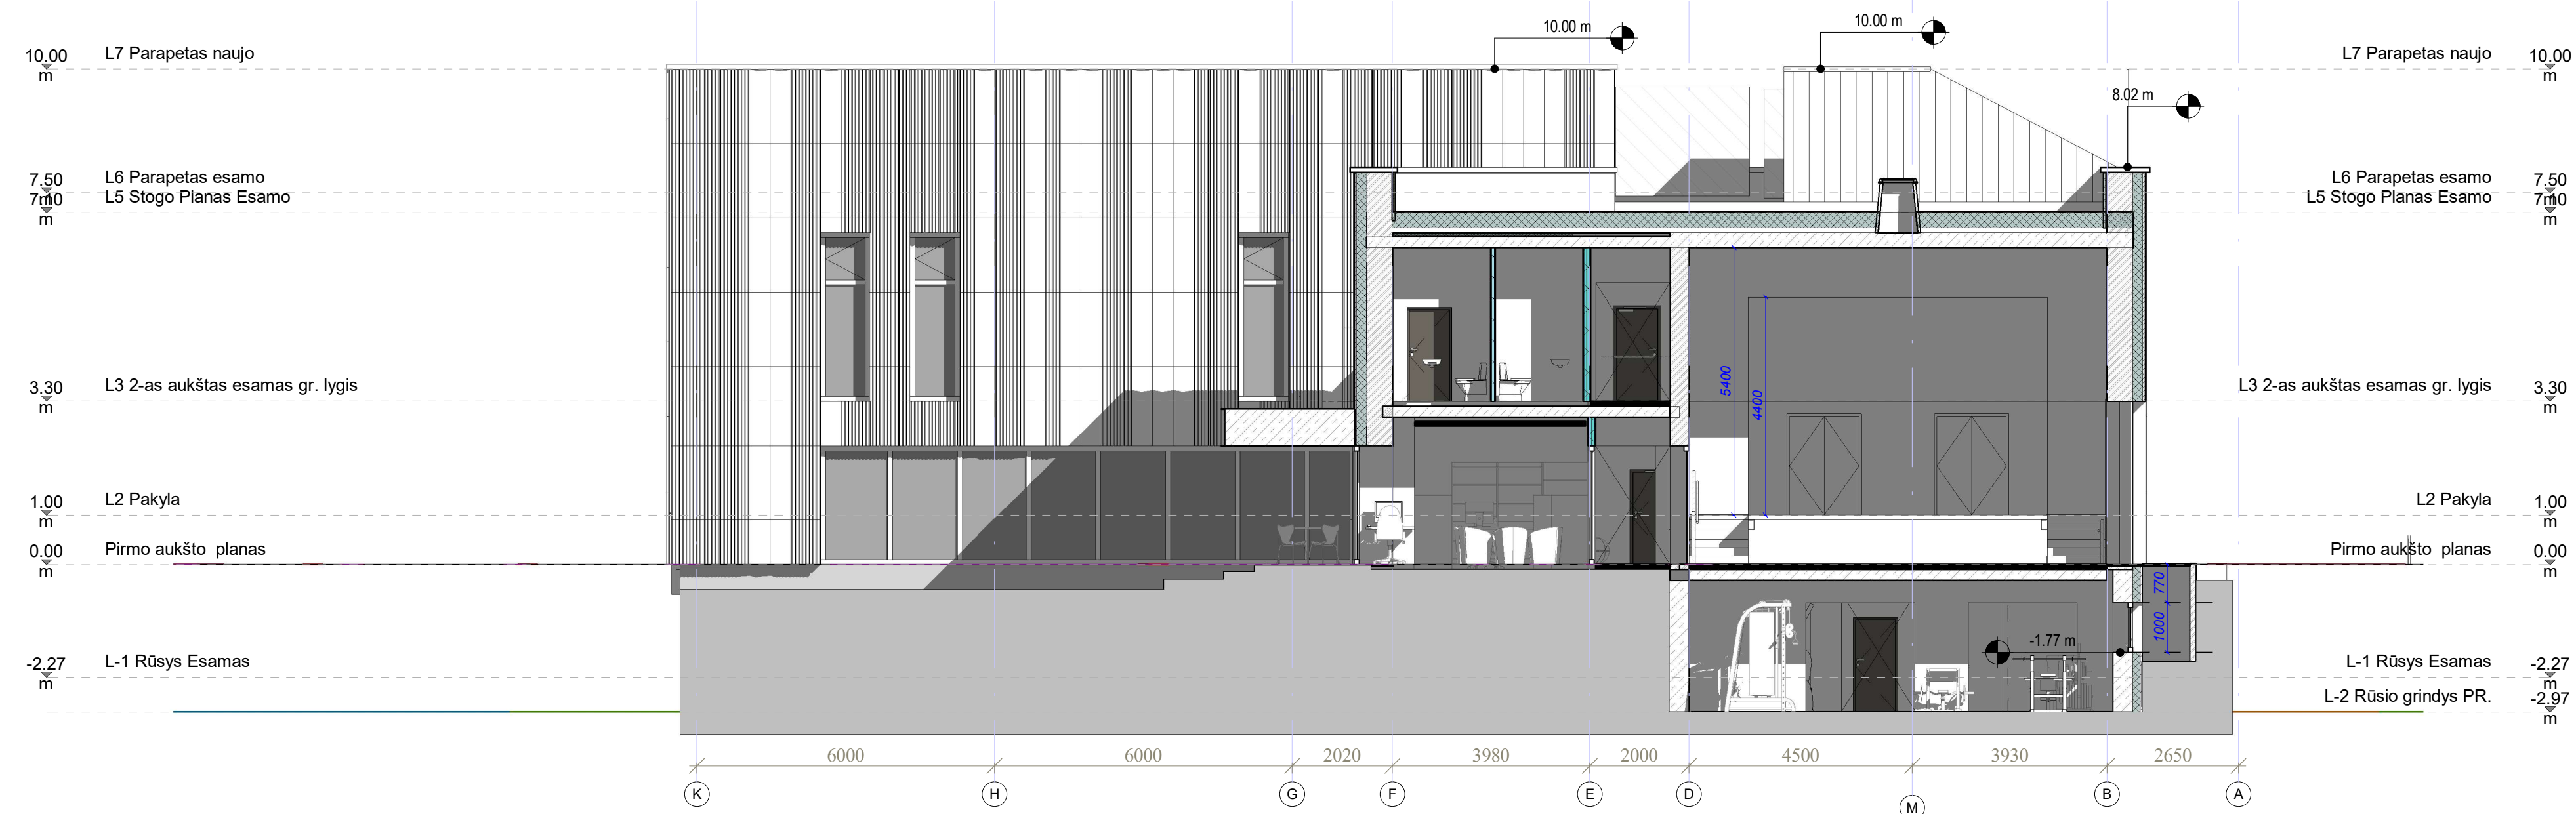 10.00 m
10.00 m
8.02 m
10.00 m L7 Parapetas naujo
L7 Parapetas naujo 10.00 m
7.50 m L6 Parapetas esamo
L6 Parapetas esamo 7.50 m
7.10 m L5 Stogo Planas Esamo
L5 Stogo Planas Esamo 7.10 m
3.30 L3 2-as aukštas esamas gr. lygis
L3 2-as aukštas esamas gr. lygis 3.30
5400
4400
1.00 m L2 Pakyla
L2 Pakyla 1.00 m
0.00 m Pirmo aukšto planas
Pirmo aukšto planas 0.00 m
770
1000
-1.77 m
-2.27 m L-1 Rūsys Esamas
L-1 Rūsys Esamas -2.27 m
L-2 Rūsio grindys PR. -2.97 m
6000 6000 2020 3980 2000 4500 3930 2650
K H G F E D M B A